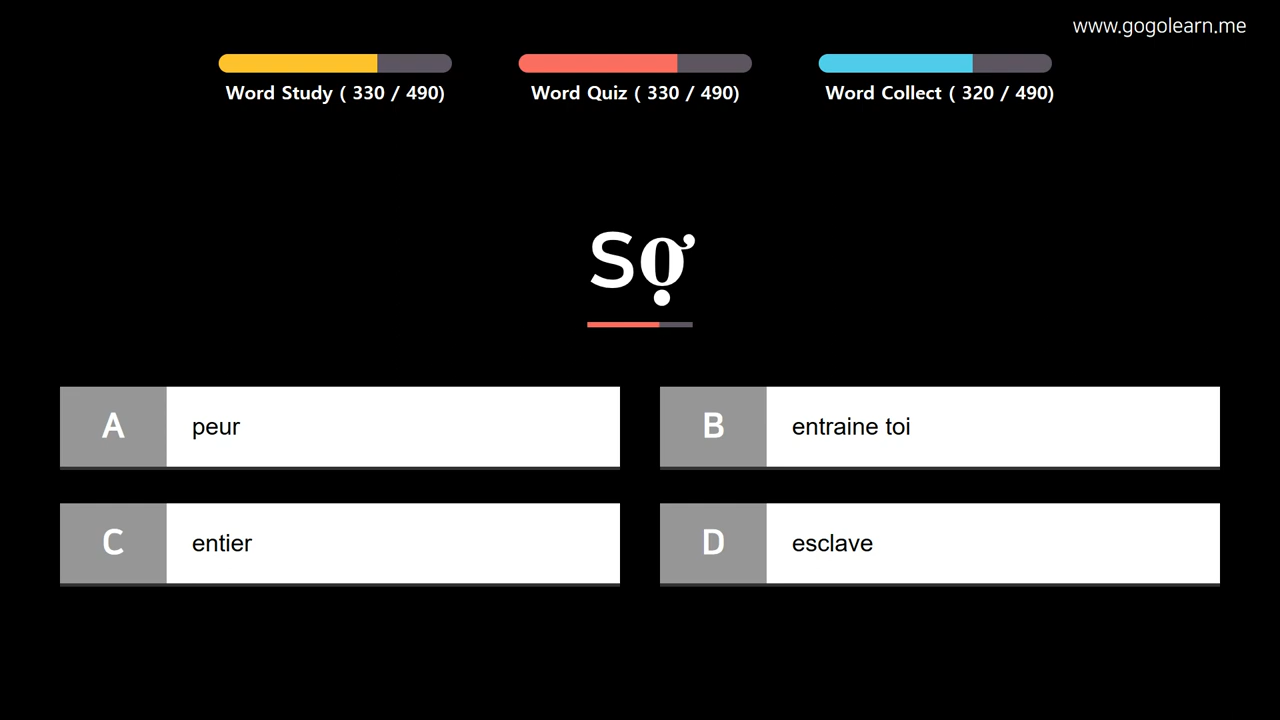 www.gogolearn.me
Word Study ( 330 / 490)
Word Quiz ( 330 / 490)
Word Collect ( 320 / 490)
Sợ
A peur
B entraine toi
C entier
D esclave